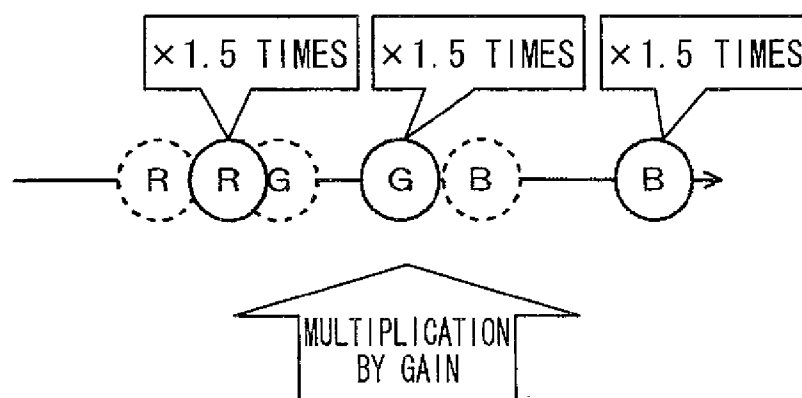 ×1.5 TIMES ×1.5 TIMES ×1.5 TIMES
R R G G B B
MULTIPLICATION
BY GAIN